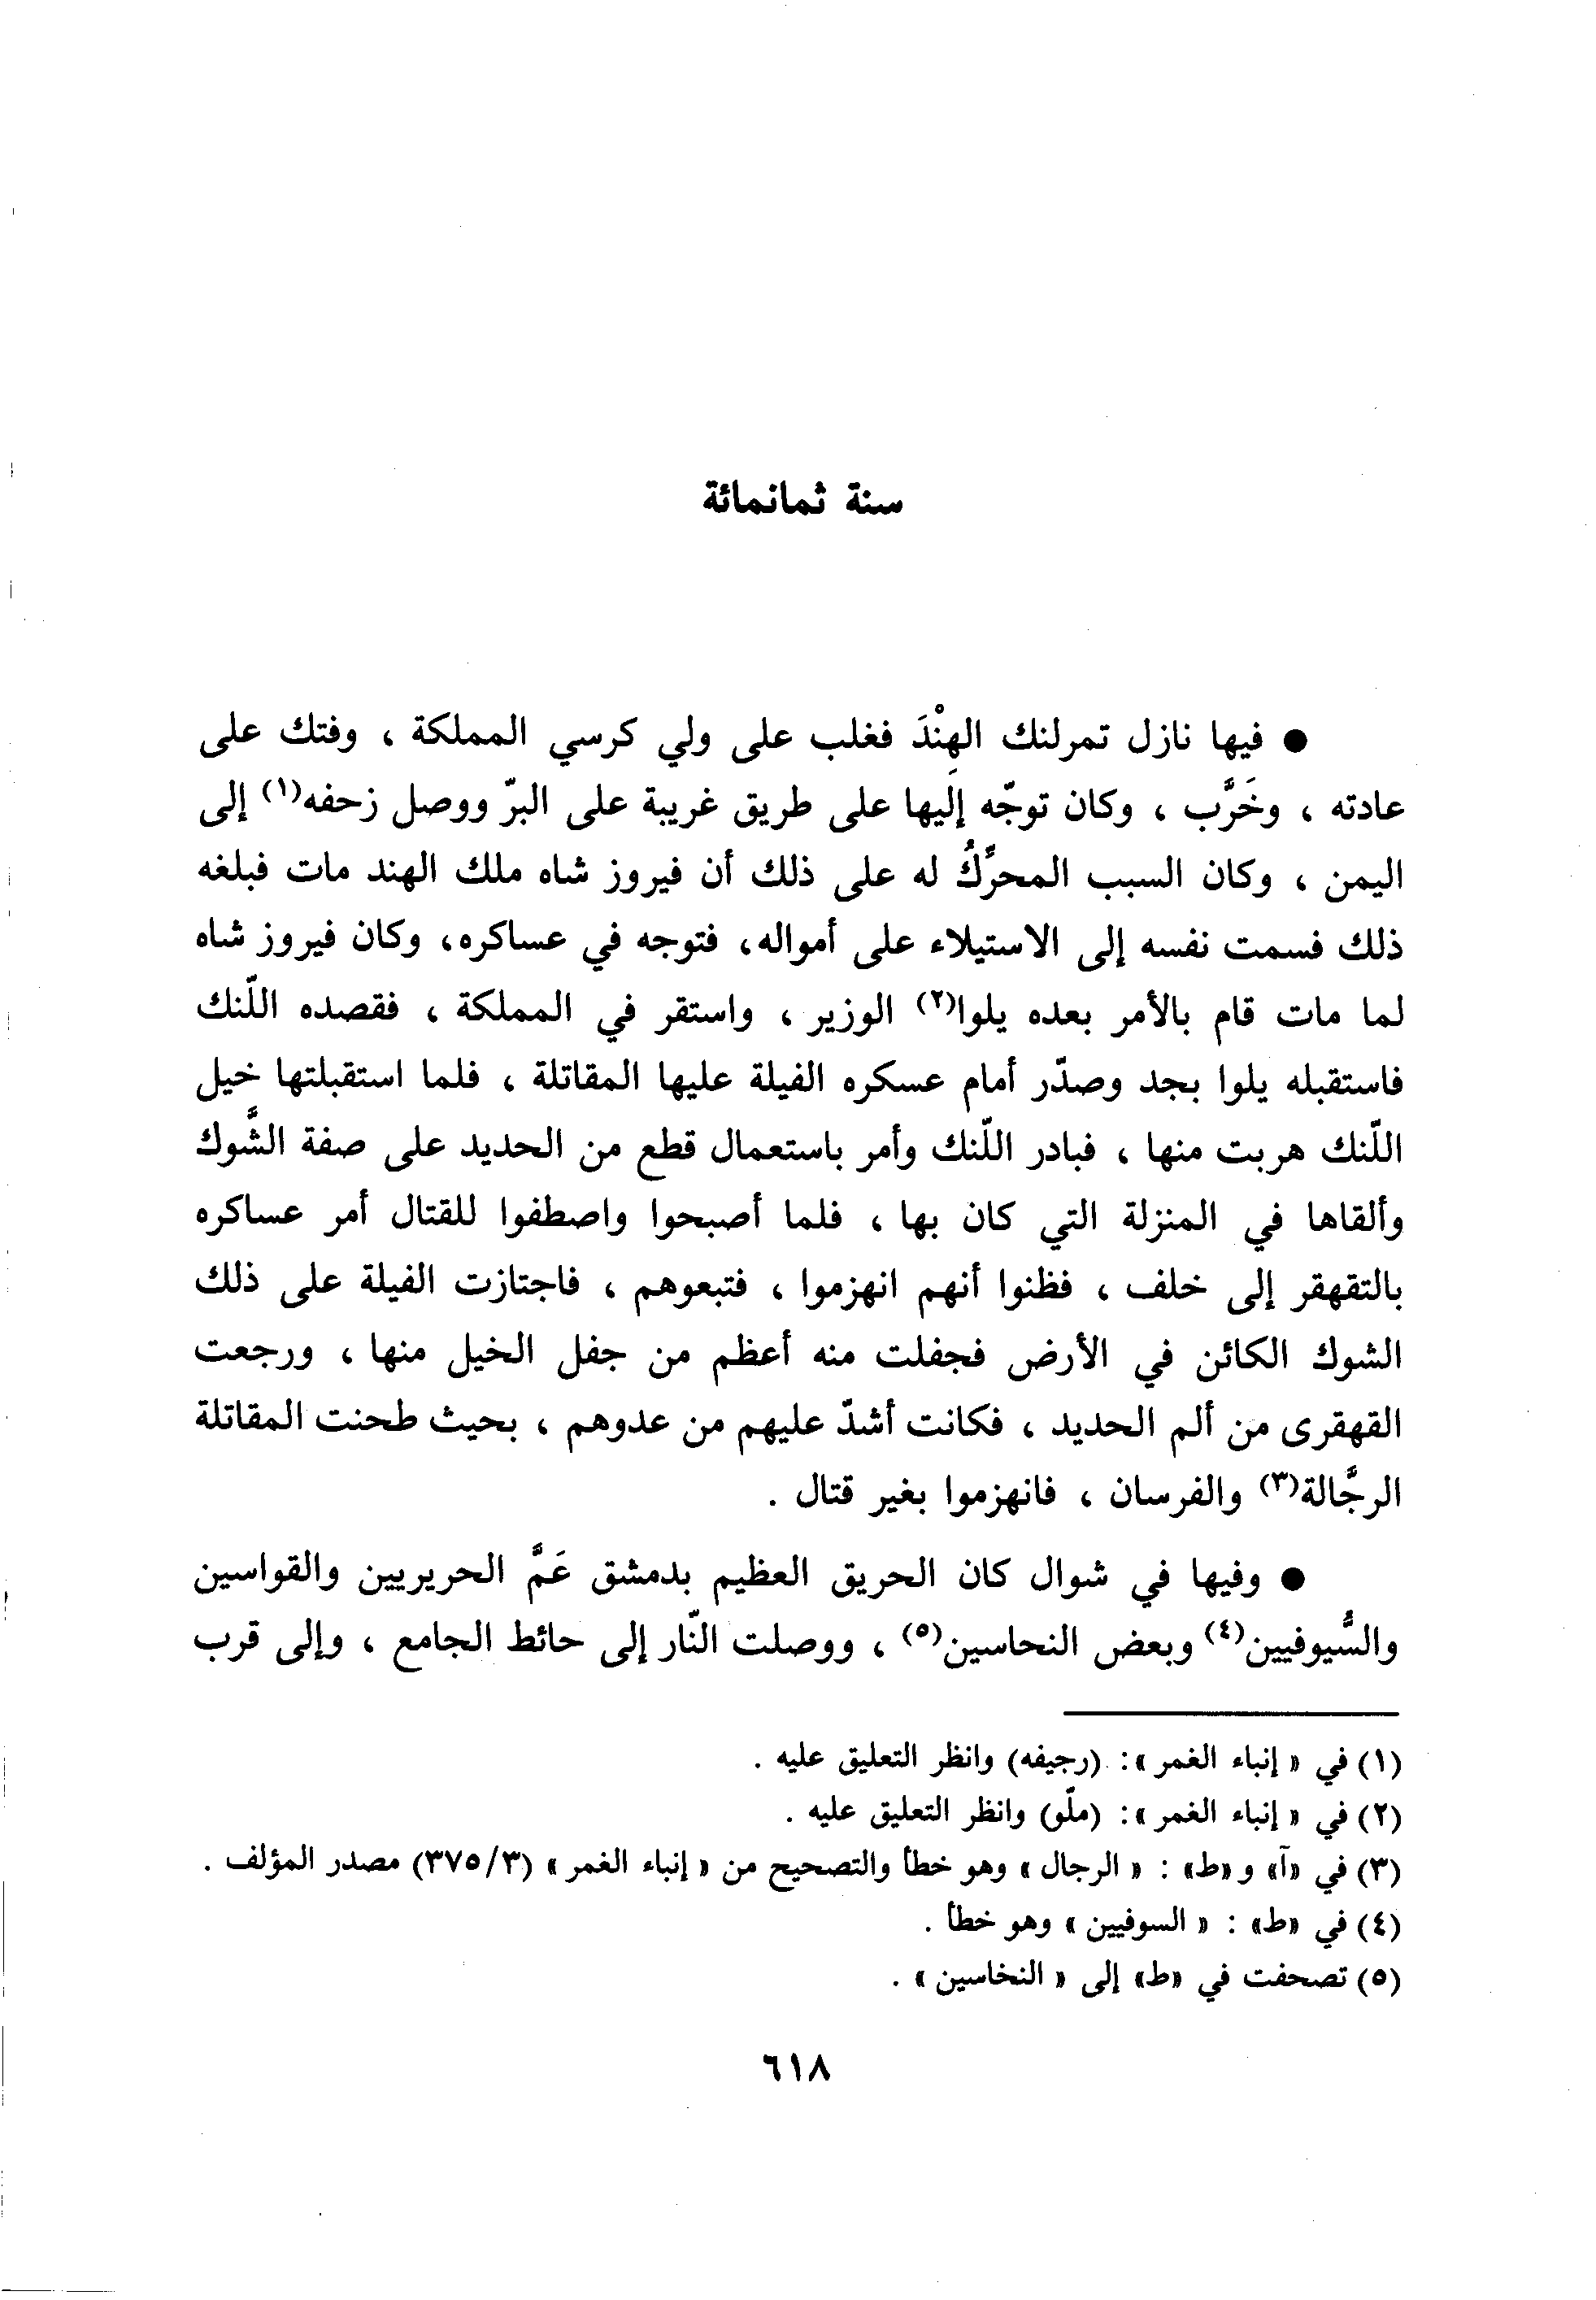 سنة ثمانمائة
● فيها نازل تمرلنك الهِنْدَ فغلب على ولي كرسي المملكة ، وفتك على
عادته ، وخَرَّب ، وكان توجّه إِليها على طريق غريبة على البرّ ووصل زحفه(١) إلى
اليمن ، وكان السبب المحرِّكُ له على ذلك أن فيروز شاه ملك الهند مات فبلغه
ذلك فسمت نفسه إلى الاستيلاء على أمواله، فتوجه في عساكره، وكان فيروز شاه
لما مات قام بالأمر بعده يلوا(٢) الوزير ، واستقر في المملكة ، فقصده اللّنك
فاستقبله يلوا بجد وصدّر أمام عسكره الفيلة عليها المقاتلة ، فلما استقبلتها خيل
اللّنك هربت منها ، فبادر اللّنك وأمر باستعمال قطع من الحديد على صفة الشَّوك
وألقاها في المنزلة التي كان بها ، فلما أصبحوا واصطفوا للقتال أمر عساكره
بالتقهقر إلى خلف ، فظنوا أنهم انهزموا ، فتبعوهم ، فاجتازت الفيلة على ذلك
الشوك الكائن في الأرض فجفلت منه أعظم من جفل الخيل منها ، ورجعت
القهقرى من ألم الحديد ، فكانت أشدّ عليهم من عدوهم ، بحيث طحنت المقاتلة
الرجَّالة(٣) والفرسان ، فانهزموا بغير قتال .
● وفيها في شوال كان الحريق العظيم بدمشق عَمَّ الحريريين والقواسين
والسُّيوفيين(٤) وبعض النحاسين(٥) ، ووصلت النّار إلى حائط الجامع ، وإلى قرب
(١) في « إنباء الغمر »: (رجيفه) وانظر التعليق عليه .
(٢) في « إنباء الغمر »: (ملّو) وانظر التعليق عليه .
(٣) في «آ» و «ط» : « الرجال » وهو خطأ والتصحيح من « إنباء الغمر » (٣/٣٧٥) مصدر المؤلف .
(٤) في «ط» : « السوفيين » وهو خطأ .
(٥) تصحفت في «ط» إلى « النخاسين » .
٦١٨